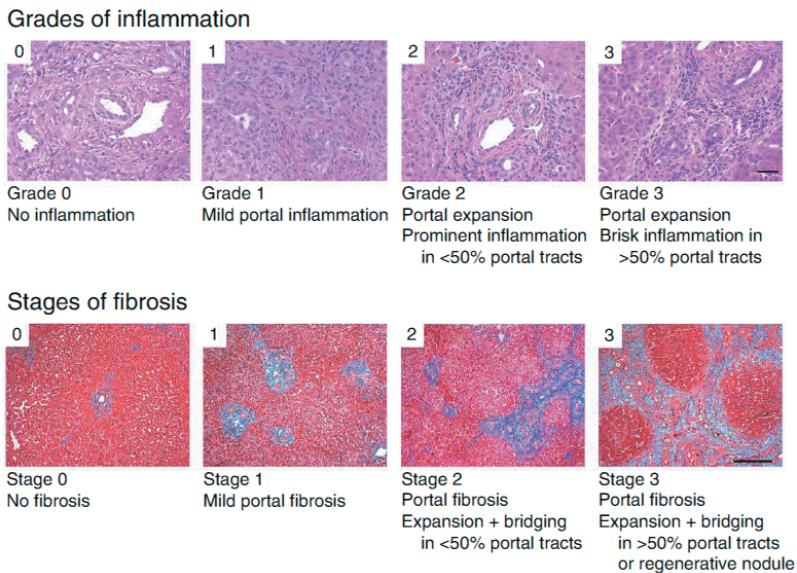 Grades of inflammation
0
1
2
3
Grade 0
No inflammation
Grade 1
Mild portal inflammation
Grade 2
Portal expansion
Prominent inflammation
in <50% portal tracts
Grade 3
Portal expansion
Brisk inflammation in
>50% portal tracts
Stages of fibrosis
0
1
2
3
Stage 0
No fibrosis
Stage 1
Mild portal fibrosis
Stage 2
Portal fibrosis
Expansion + bridging
in <50% portal tracts
Stage 3
Portal fibrosis
Expansion + bridging
in >50% portal tracts
or regenerative nodule